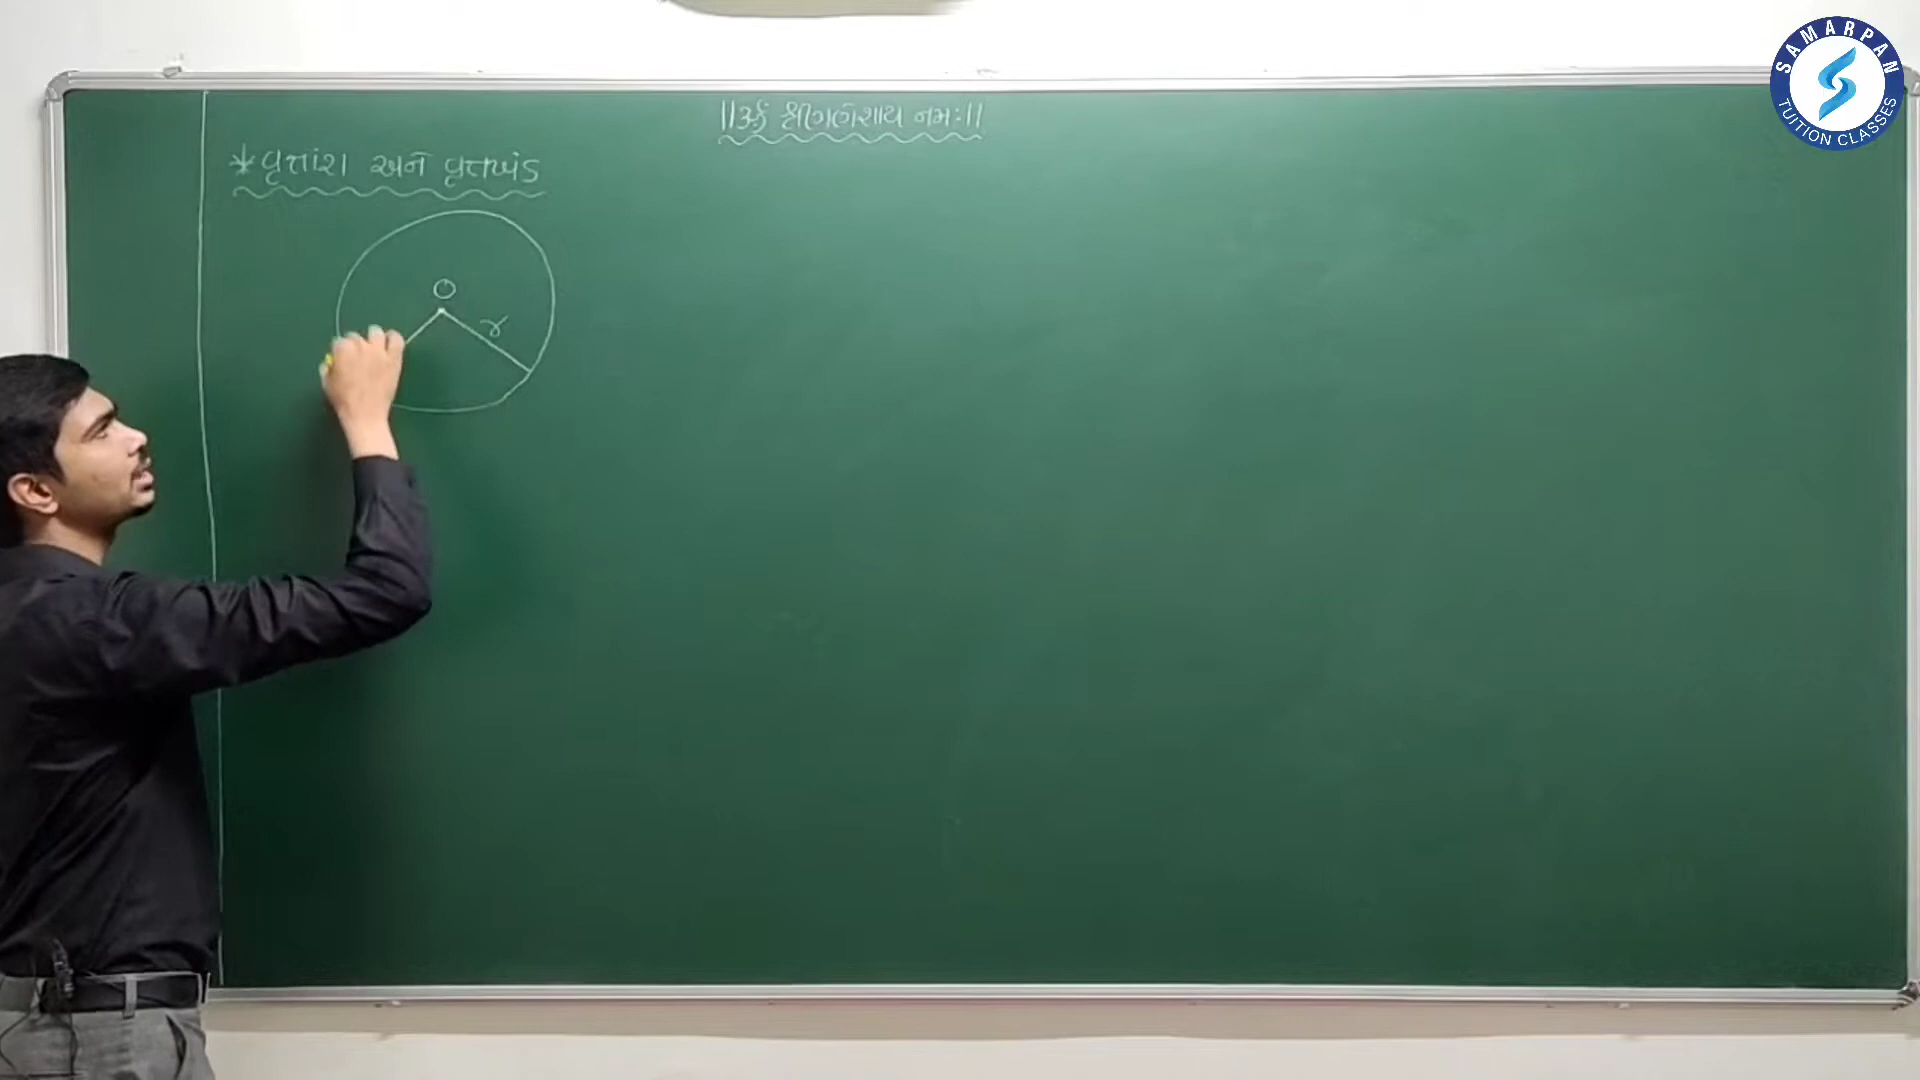 ||ૐ શ્રી ગણેશાય નમઃ||
SAMARPAN
TUITION CLASSES
* વૃત્તાંશ અને વૃત્તખંડ
O
r